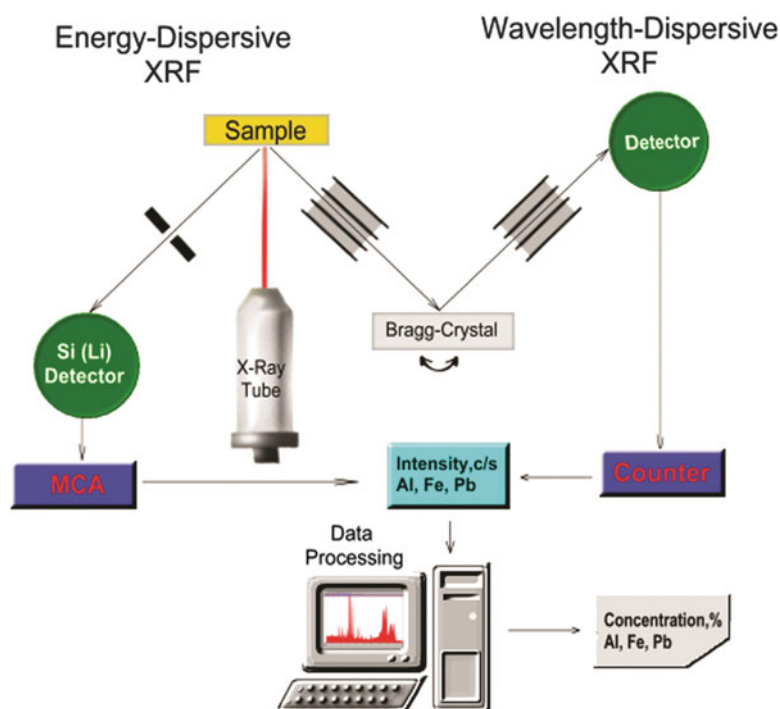 Energy-Dispersive
XRF
Wavelength-Dispersive
XRF
Sample
Detector
Bragg-Crystal
Si (Li)
Detector
X-Ray
Tube
MCA
Intensity,c/s
Al, Fe, Pb
Counter
Data
Processing
Concentration,%
Al, Fe, Pb